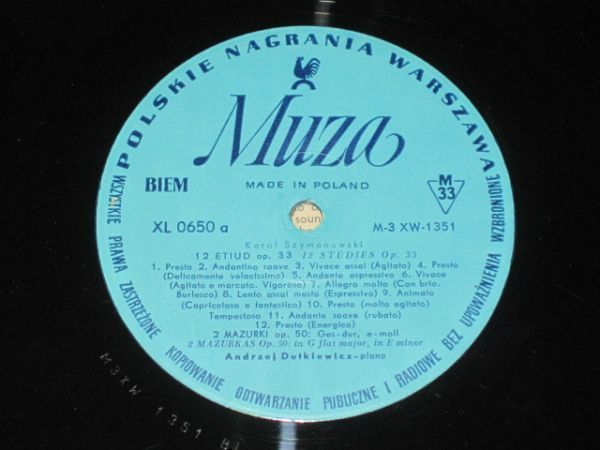 POLSKIE NAGRANIA WARSZAWA
Muza
BIEM
MADE IN POLAND
M
33
soun
XL 0650 a
M-3 XW-1351
Karol Szymanowski
12 ETIUD op. 33 12 STUDIES Op. 33
1. Presto 2. Andantino soave 3. Vivace assai (Agitato) 4. Presto
(Delicamente velocissimo) 5. Andante espressivo 6. Vivace
(Agitato e marcato. Vigoroso) 7. Allegro molto (Con brio.
Burlesco) 8. Lento assai mesto (Espressivo) 9. Animato
(Capriccioso e fantastico) 10. Presto (molto agitato)
Tempestoso 11. Andante soave (rubato)
12. Presto (Energico)
2 MAZURKI op. 50: Ges-dur, e-moll
2 MAZURKAS Op. 50: in G flat major, in E minor
Andrzej Dutkiewicz-piano
WSZYSTKIE PRAWA ZASTRZEŻONE KOPIOWANIE ODTWARZANIE PUBLICZNE I RADIOWE BEZ UPOWAŻNIENIA WZBRONIONE
M3XW 1351